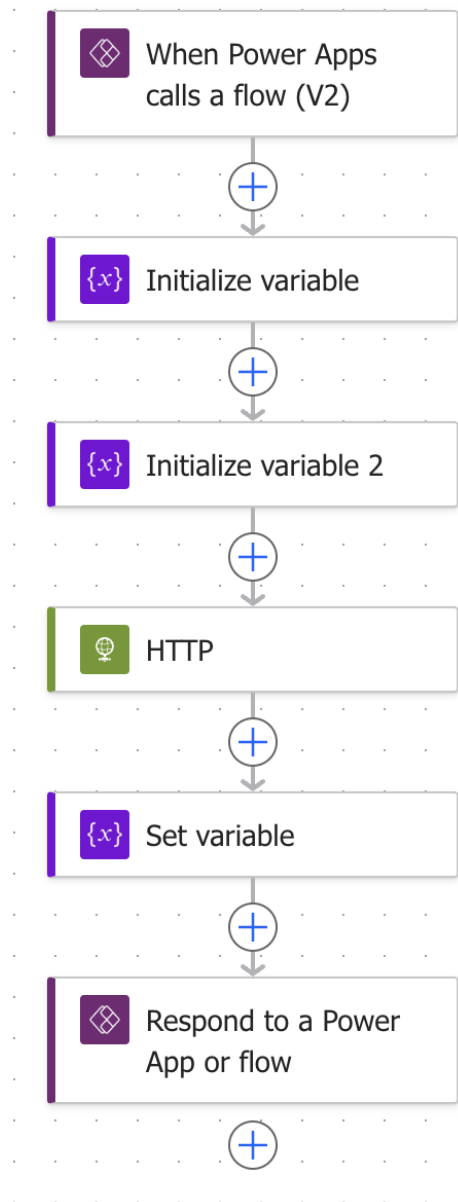 When Power Apps
calls a flow (V2)
{x} Initialize variable
{x} Initialize variable 2
HTTP
{x} Set variable
Respond to a Power
App or flow